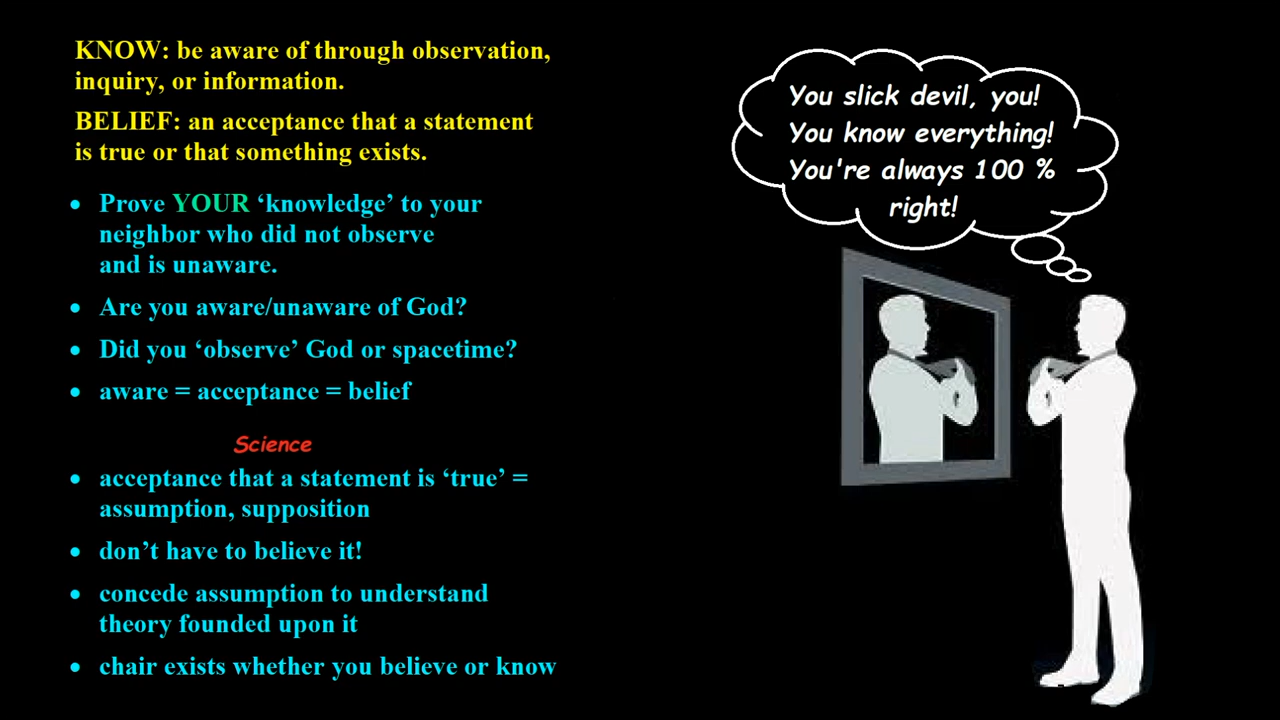 KNOW: be aware of through observation,
inquiry, or information.
BELIEF: an acceptance that a statement
is true or that something exists.
• Prove YOUR ‘knowledge’ to your
neighbor who did not observe
and is unaware.
• Are you aware/unaware of God?
• Did you ‘observe’ God or spacetime?
• aware = acceptance = belief
Science
• acceptance that a statement is ‘true’ =
assumption, supposition
• don’t have to believe it!
• concede assumption to understand
theory founded upon it
• chair exists whether you believe or know
You slick devil, you!
You know everything!
You're always 100 %
right!